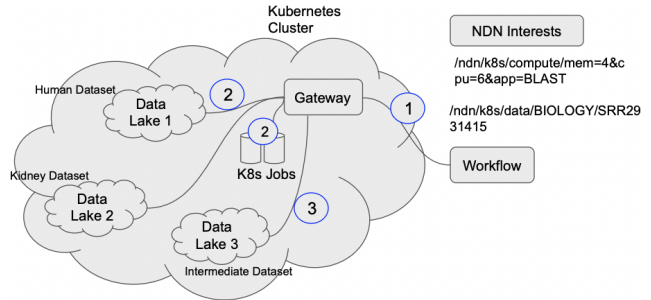 Kubernetes
Cluster
NDN Interests
/ndn/k8s/compute/mem=4&c
pu=6&app=BLAST
/ndn/k8s/data/BIOLOGY/SRR29
31415
Workflow
Human Dataset
Data
Lake 1
2
Gateway
1
2
K8s Jobs
Kidney Dataset
Data
Lake 2
3
Data
Lake 3
Intermediate Dataset